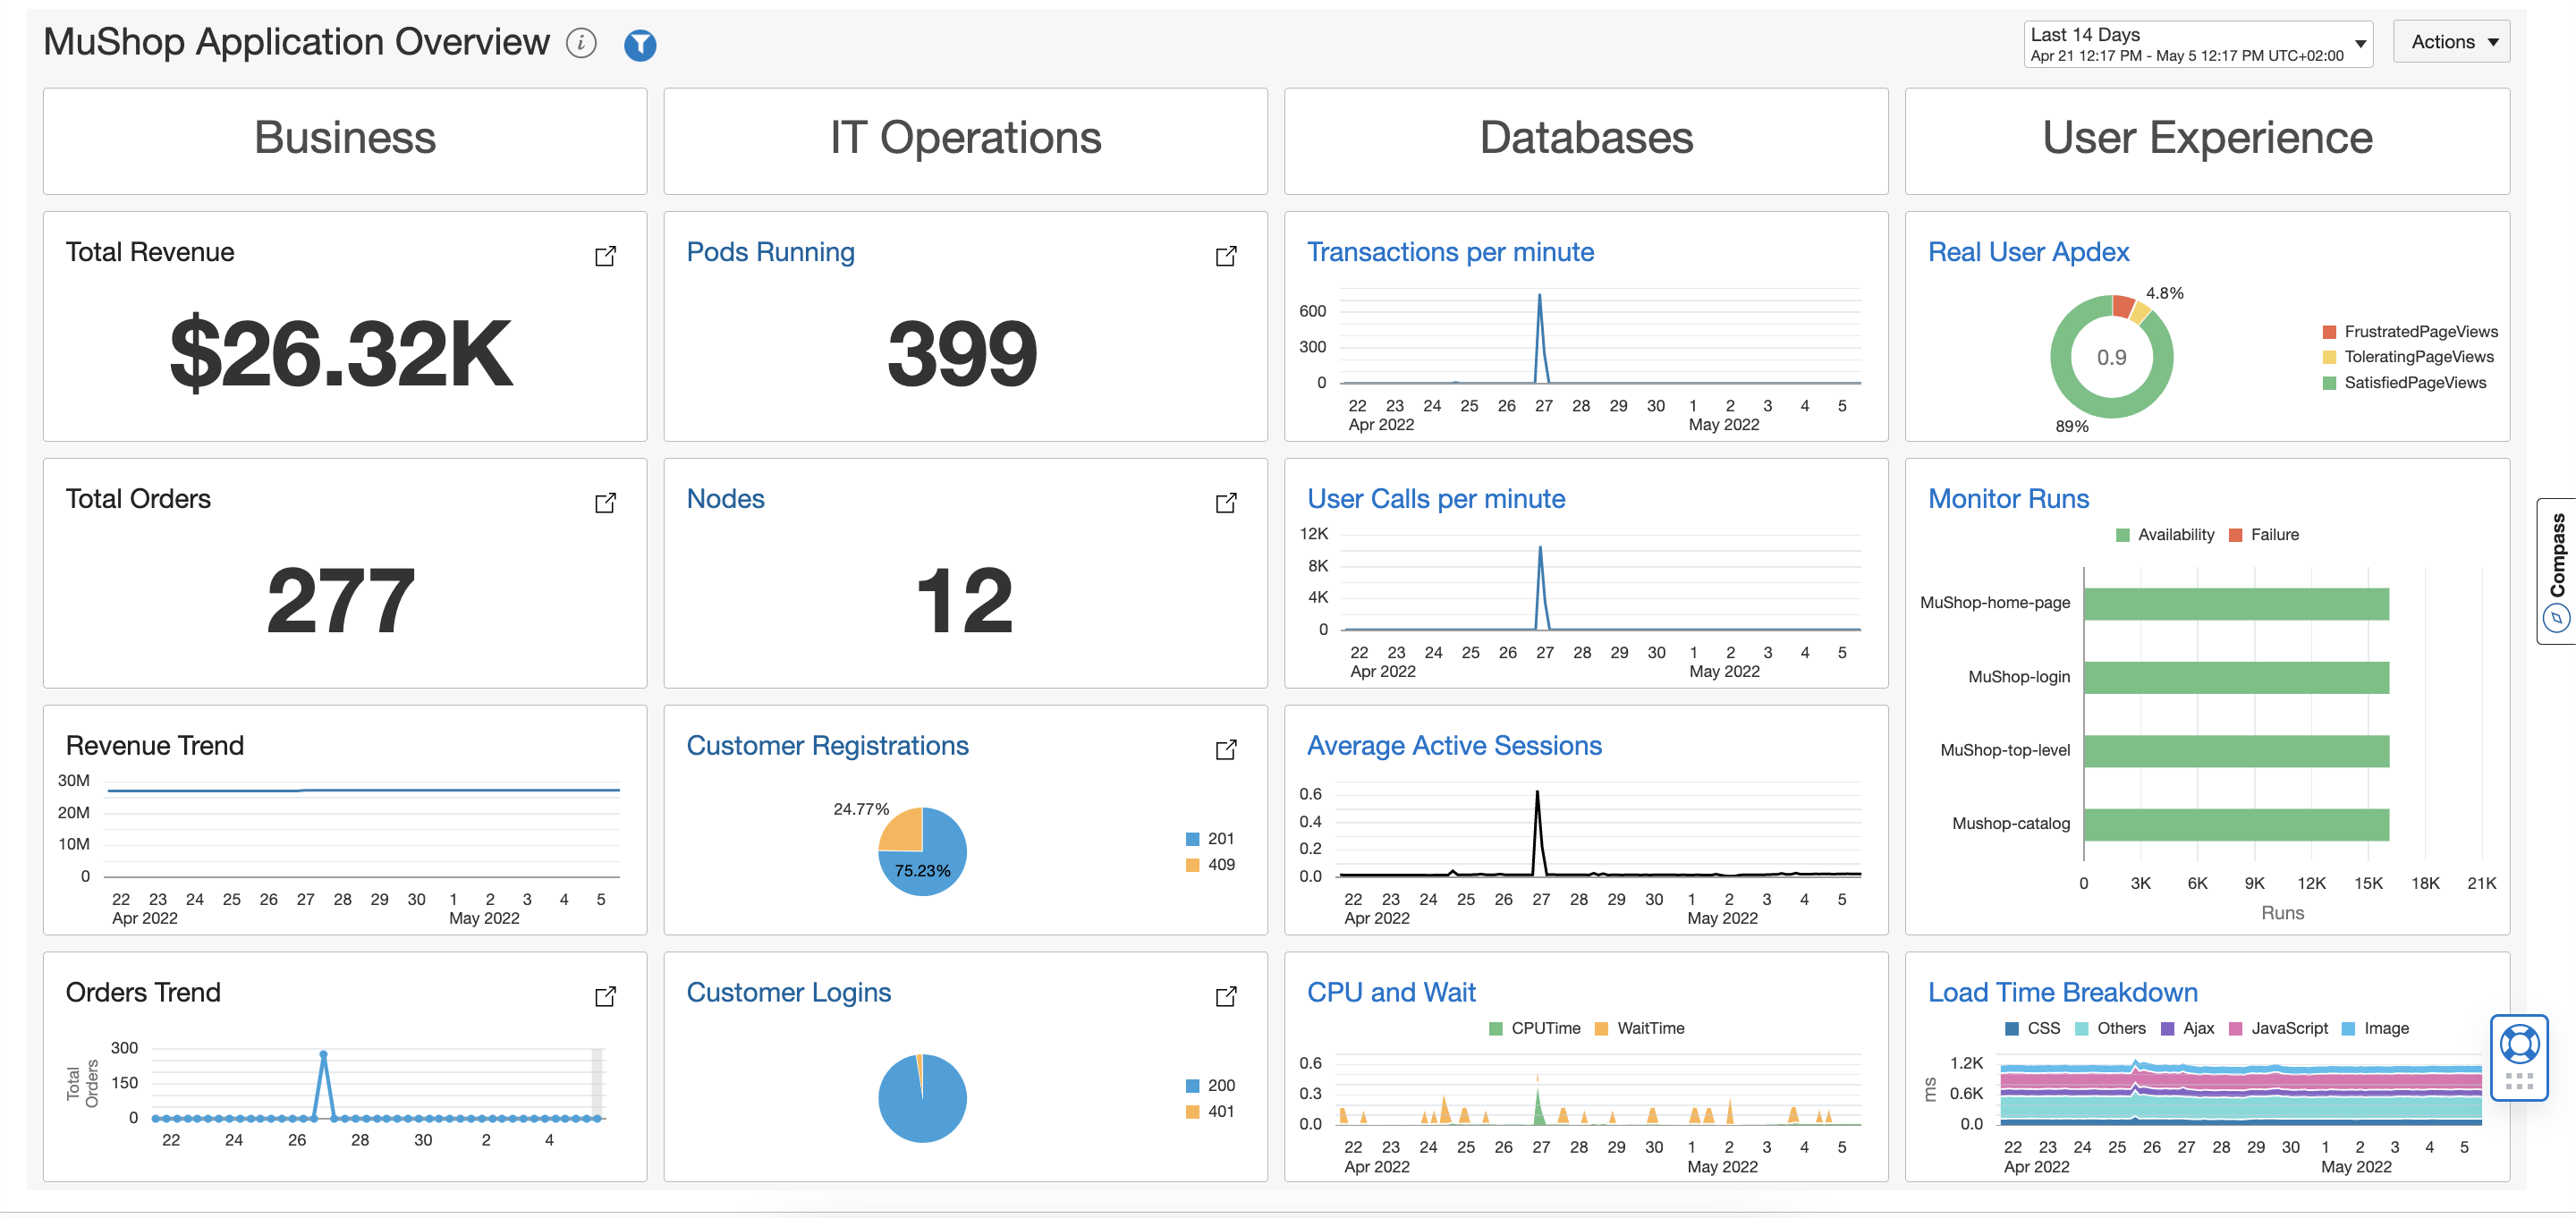 MuShop Application Overview
Last 14 Days
Apr 21 12:17 PM - May 5 12:17 PM UTC+02:00
Actions
Business
IT Operations
Databases
User Experience
Total Revenue
$26.32K
Pods Running
399
Transactions per minute
600
300
0
22 23 24 25 26 27 28 29 30 1 2 3 4 5
Apr 2022 May 2022
Real User Apdex
4.8%
0.9
89%
FrustratedPageViews
ToleratingPageViews
SatisfiedPageViews
Total Orders
277
Nodes
12
User Calls per minute
12K
8K
4K
0
22 23 24 25 26 27 28 29 30 1 2 3 4 5
Apr 2022 May 2022
Monitor Runs
Availability Failure
MuShop-home-page
MuShop-login
MuShop-top-level
Mushop-catalog
0 3K 6K 9K 12K 15K 18K 21K
Runs
Compass
Revenue Trend
30M
20M
10M
0
22 23 24 25 26 27 28 29 30 1 2 3 4 5
Apr 2022 May 2022
Customer Registrations
24.77%
75.23%
201
409
Average Active Sessions
0.6
0.4
0.2
0.0
22 23 24 25 26 27 28 29 30 1 2 3 4 5
Apr 2022 May 2022
Orders Trend
Total
Orders
300
150
0
22 24 26 28 30 2 4
Customer Logins
200
401
CPU and Wait
CPUTime WaitTime
0.6
0.3
0.0
22 23 24 25 26 27 28 29 30 1 2 3 4 5
Apr 2022 May 2022
Load Time Breakdown
CSS Others Ajax JavaScript Image
ms
1.2K
0.6K
0.0
22 23 24 25 26 27 28 29 30 1 2 3 4 5
Apr 2022 May 2022